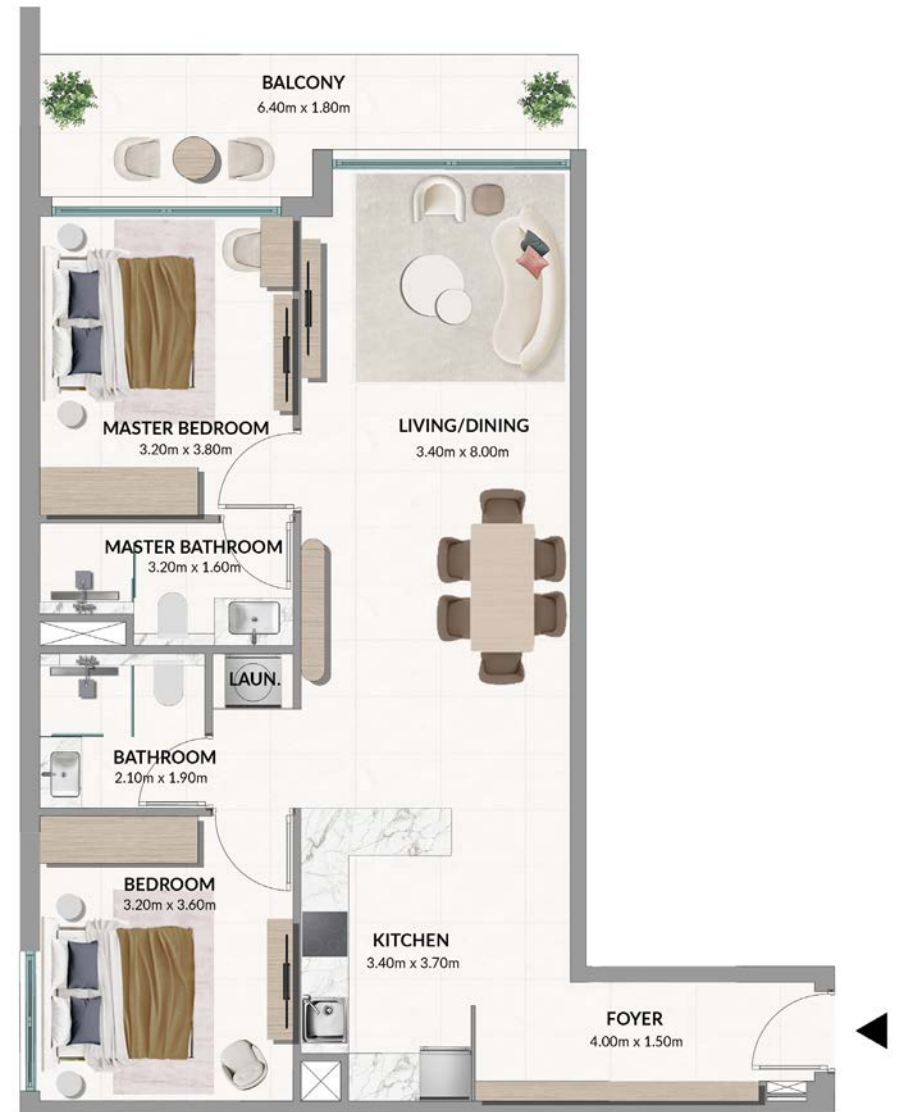 BALCONY
6.40m x 1.80m
MASTER BEDROOM
3.20m x 3.80m
LIVING/DINING
3.40m x 8.00m
MASTER BATHROOM
3.20m x 1.60m
LAUN.
BATHROOM
2.10m x 1.90m
BEDROOM
3.20m x 3.60m
KITCHEN
3.40m x 3.70m
FOYER
4.00m x 1.50m